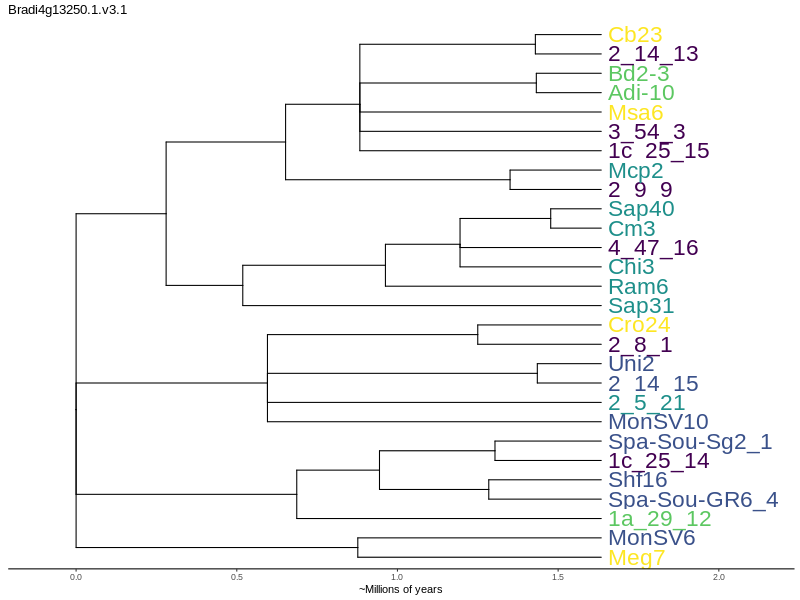 Bradi4g13250.1.v3.1
Cb23
2_14_13
Bd2-3
Adi-10
Msa6
3_54_3
1c_25_15
Mcp2
2_9_9
Sap40
Cm3
4_47_16
Chi3
Ram6
Sap31
Cro24
2_8_1
Uni2
2_14_15
2_5_21
MonSV10
Spa-Sou-Sg2_1
1c_25_14
Shf16
Spa-Sou-GR6_4
1a_29_12
MonSV6
Meg7
0.0 0.5 1.0 1.5 2.0
~Millions of years